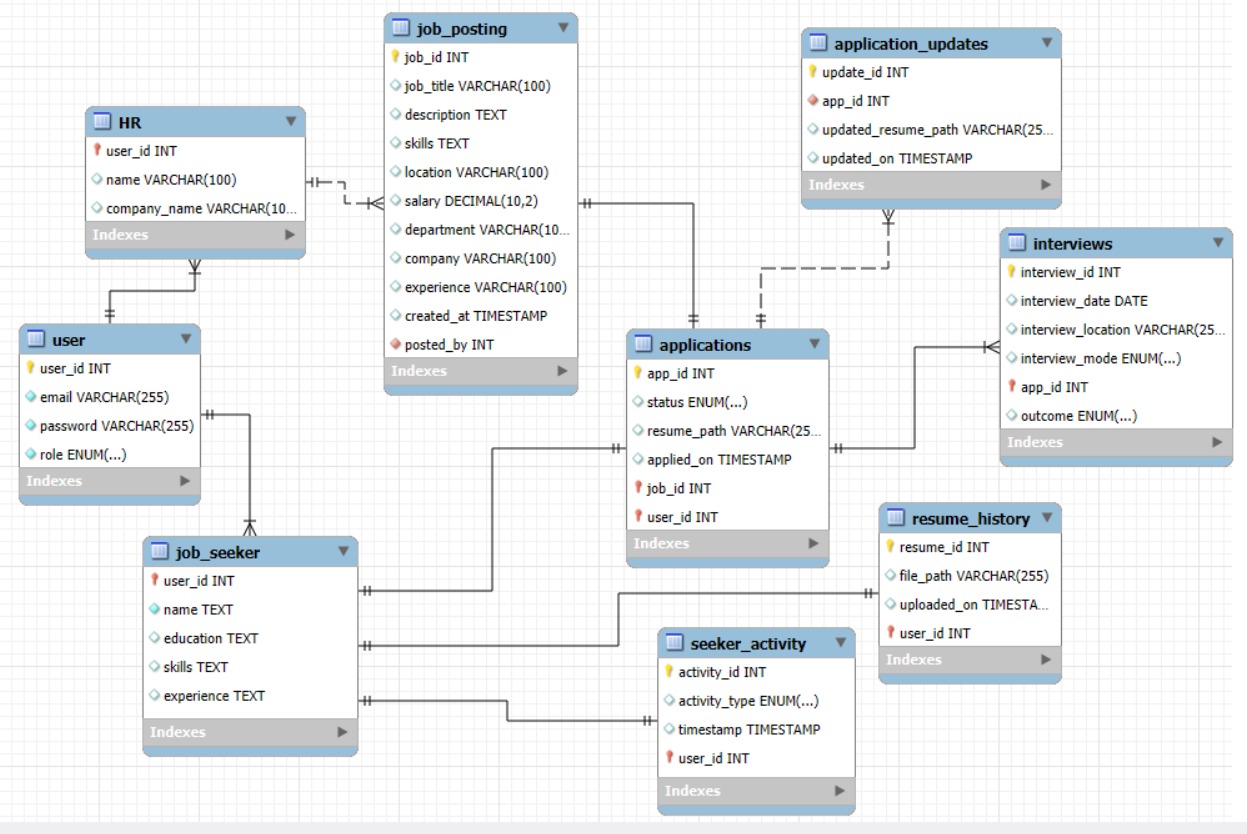 job_posting
job_id INT
job_title VARCHAR(100)
description TEXT
skills TEXT
location VARCHAR(100)
salary DECIMAL(10,2)
department VARCHAR(10...
company VARCHAR(100)
experience VARCHAR(100)
created_at TIMESTAMP
posted_by INT
Indexes
application_updates
update_id INT
app_id INT
updated_resume_path VARCHAR(25...
updated_on TIMESTAMP
Indexes
HR
user_id INT
name VARCHAR(100)
company_name VARCHAR(10...
Indexes
interviews
interview_id INT
interview_date DATE
interview_location VARCHAR(25...
interview_mode ENUM(...)
app_id INT
outcome ENUM(...)
Indexes
user
user_id INT
email VARCHAR(255)
password VARCHAR(255)
role ENUM(...)
Indexes
applications
app_id INT
status ENUM(...)
resume_path VARCHAR(25...
applied_on TIMESTAMP
job_id INT
user_id INT
Indexes
resume_history
resume_id INT
file_path VARCHAR(255)
uploaded_on TIMESTA...
user_id INT
Indexes
job_seeker
user_id INT
name TEXT
education TEXT
skills TEXT
experience TEXT
Indexes
seeker_activity
activity_id INT
activity_type ENUM(...)
timestamp TIMESTAMP
user_id INT
Indexes